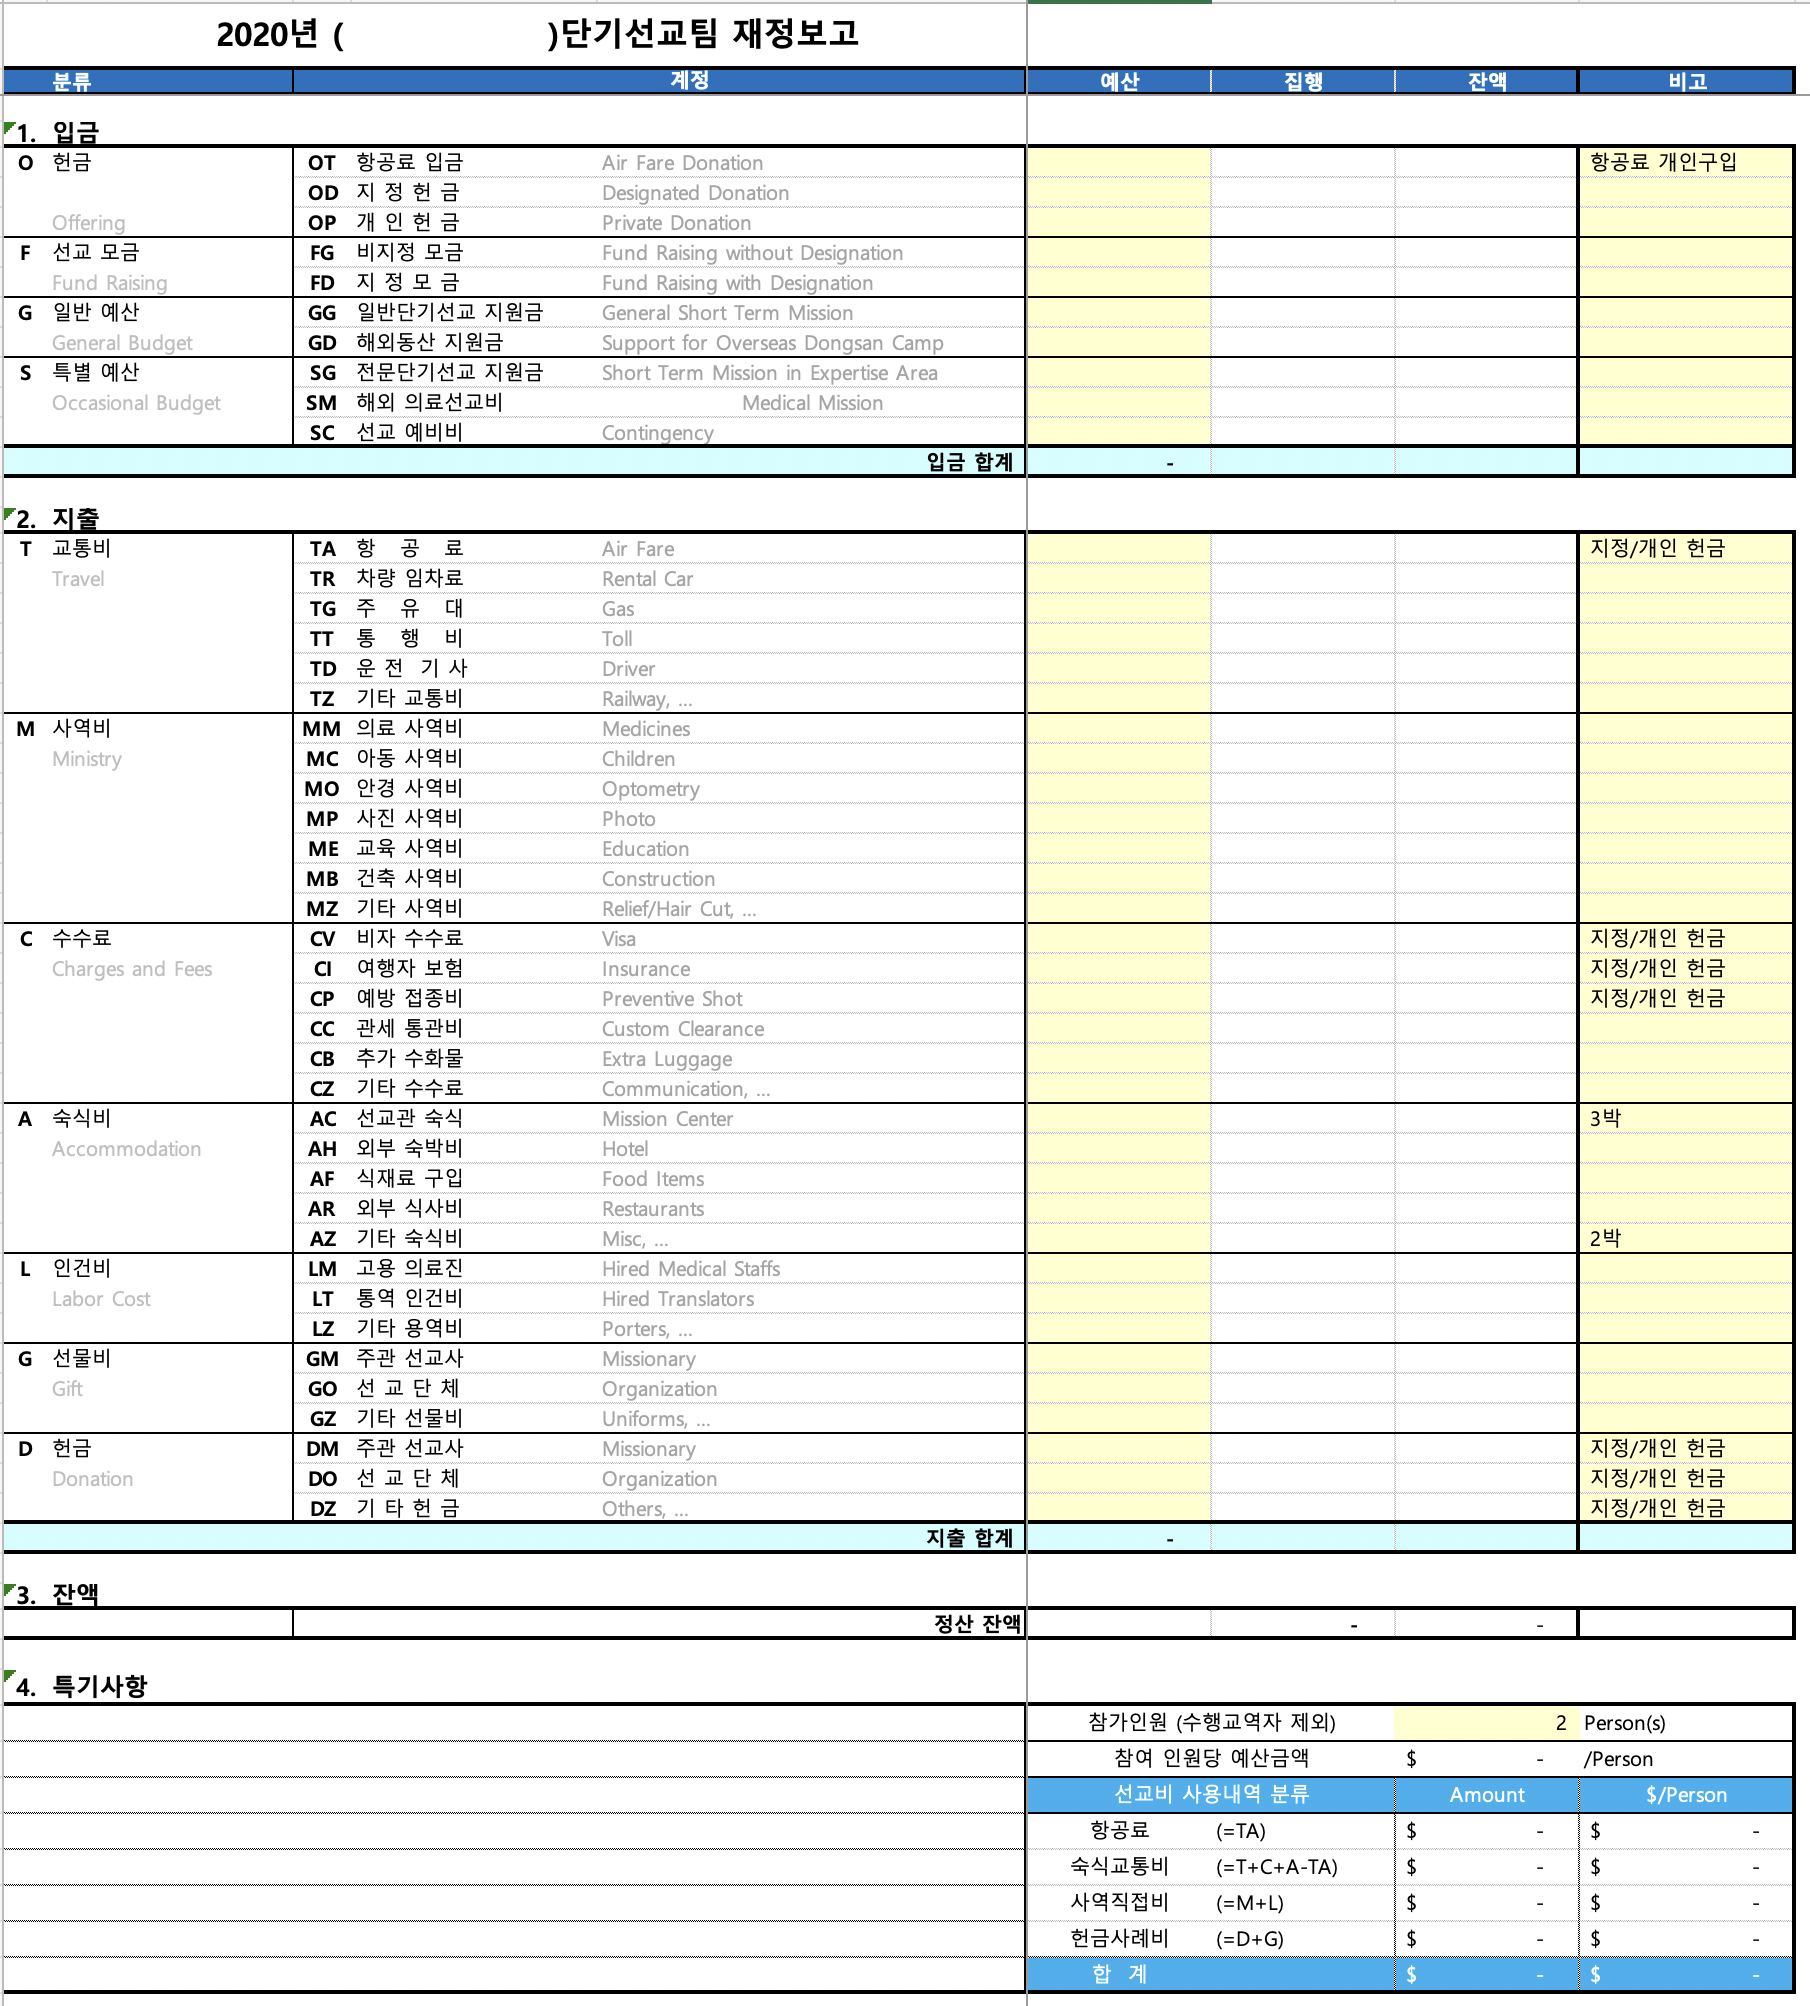 2020년 (                    )단기선교팀 재정보고
분류 계정 예산 집행 잔액 비고
1. 입금
O 헌금 OT 항공료 입금 Air Fare Donation 항공료 개인구입
OD 지 정 헌 금 Designated Donation
Offering OP 개 인 헌 금 Private Donation
F 선교 모금 FG 비지정 모금 Fund Raising without Designation
Fund Raising FD 지 정 모 금 Fund Raising with Designation
G 일반 예산 GG 일반단기선교 지원금 General Short Term Mission
General Budget GD 해외동산 지원금 Support for Overseas Dongsan Camp
S 특별 예산 SG 전문단기선교 지원금 Short Term Mission in Expertise Area
Occasional Budget SM 해외 의료선교비 Medical Mission
SC 선교 예비비 Contingency
입금 합계 -
2. 지출
T 교통비 TA 항 공 료 Air Fare 지정/개인 헌금
Travel TR 차량 임차료 Rental Car
TG 주 유 대 Gas
TT 통 행 비 Toll
TD 운 전 기 사 Driver
TZ 기타 교통비 Railway, ...
M 사역비 MM 의료 사역비 Medicines
Ministry MC 아동 사역비 Children
MO 안경 사역비 Optometry
MP 사진 사역비 Photo
ME 교육 사역비 Education
MB 건축 사역비 Construction
MZ 기타 사역비 Relief/Hair Cut, ...
C 수수료 CV 비자 수수료 Visa 지정/개인 헌금
Charges and Fees CI 여행자 보험 Insurance 지정/개인 헌금
CP 예방 접종비 Preventive Shot 지정/개인 헌금
CC 관세 통관비 Custom Clearance
CB 추가 수화물 Extra Luggage
CZ 기타 수수료 Communication, ...
A 숙식비 AC 선교관 숙식 Mission Center 3박
Accommodation AH 외부 숙박비 Hotel
AF 식재료 구입 Food Items
AR 외부 식사비 Restaurants
AZ 기타 숙식비 Misc, ... 2박
L 인건비 LM 고용 의료진 Hired Medical Staffs
Labor Cost LT 통역 인건비 Hired Translators
LZ 기타 용역비 Porters, ...
G 선물비 GM 주관 선교사 Missionary
Gift GO 선 교 단 체 Organization
GZ 기타 선물비 Uniforms, ...
D 헌금 DM 주관 선교사 Missionary 지정/개인 헌금
Donation DO 선 교 단 체 Organization 지정/개인 헌금
DZ 기 타 헌 금 Others, ... 지정/개인 헌금
지출 합계 -
3. 잔액
정산 잔액 - -
4. 특기사항
참가인원 (수행교역자 제외) 2 Person(s)
참여 인원당 예산금액 $ - /Person
선교비 사용내역 분류 Amount $/Person
항공료 (=TA) $ - $ -
숙식교통비 (=T+C+A-TA) $ - $ -
사역직접비 (=M+L) $ - $ -
헌금사례비 (=D+G) $ - $ -
합 계 $ - $ -